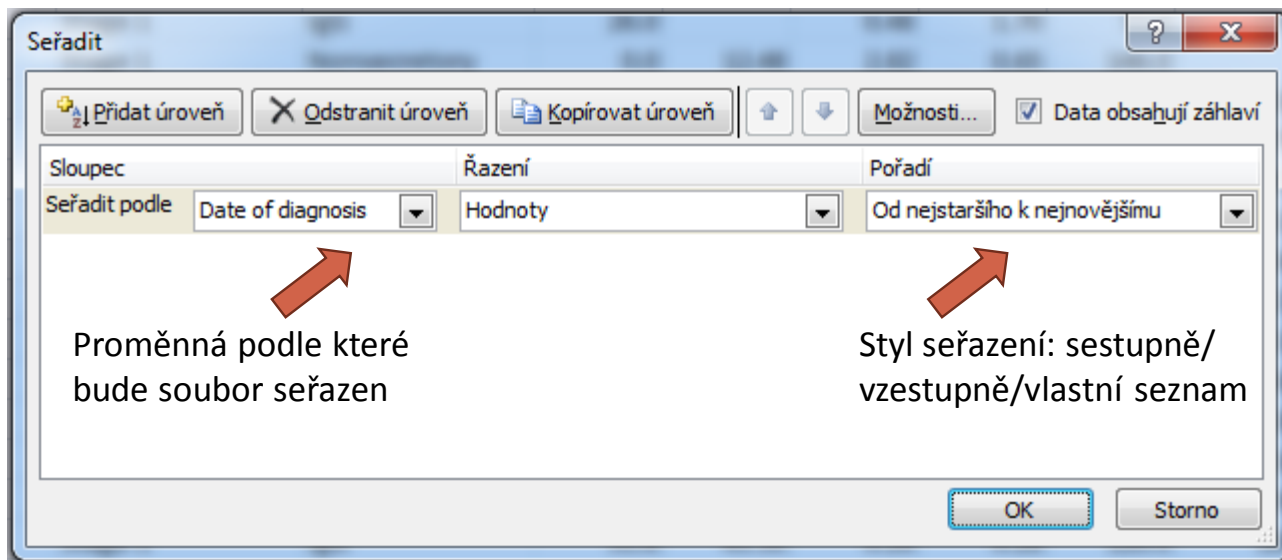 Seřadit
Přidat úroveň Odstranit úroveň Kopírovat úroveň Možnosti... Data obsahují záhlaví
Sloupec Řazení Pořadí
Seřadit podle Date of diagnosis Hodnoty Od nejstaršího k nejnovějšímu
Proměnná podle které
bude soubor seřazen
Styl seřazení: sestupně/
vzestupně/vlastní seznam
OK Storno